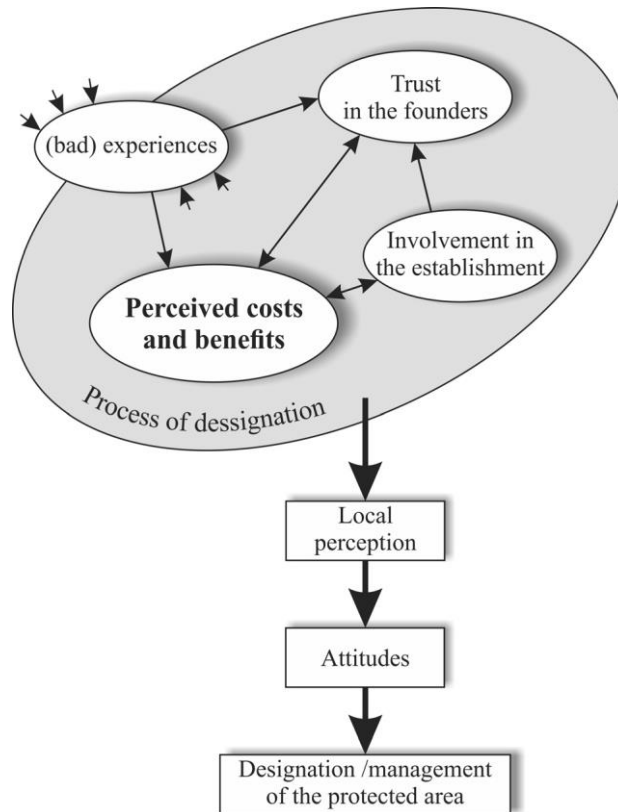 Trust
in the founders
(bad) experiences
Involvement in
the establishment
Perceived costs
and benefits
Process of dessignation
Local
perception
Attitudes
Designation /management
of the protected area